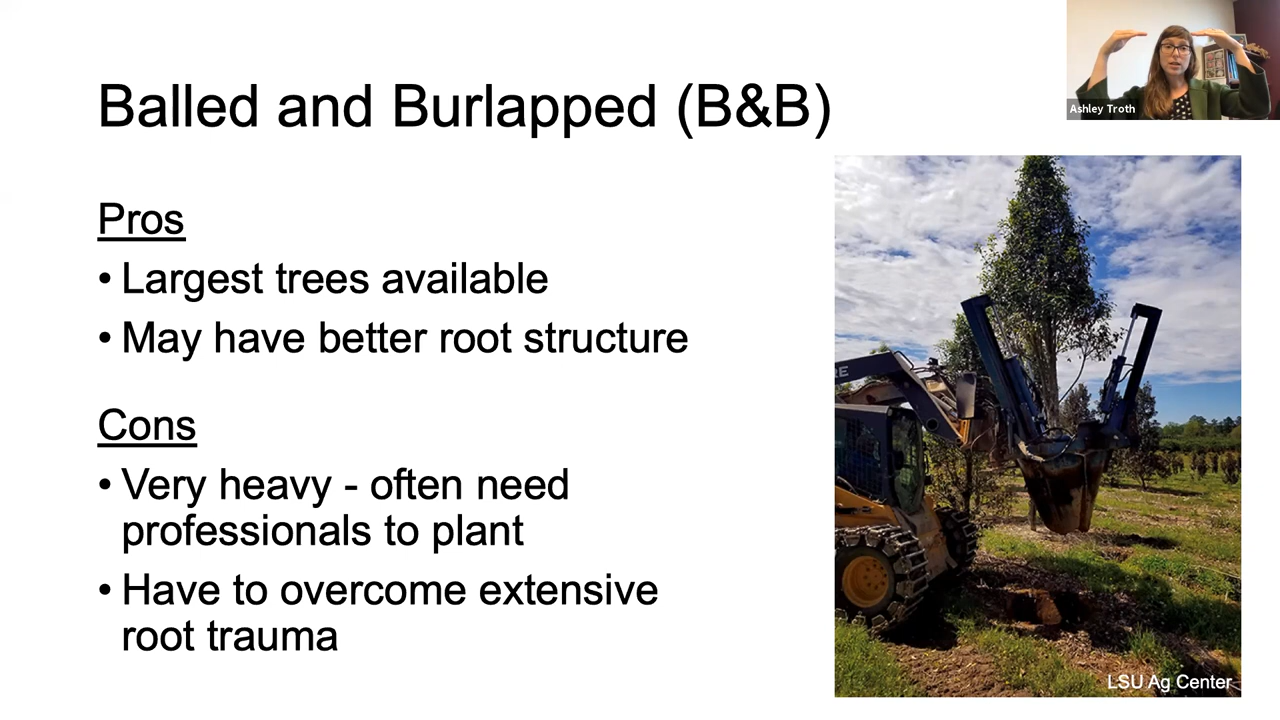 Balled and Burlapped (B&B)
Ashley Troth
Pros
• Largest trees available
• May have better root structure
Cons
• Very heavy - often need
professionals to plant
• Have to overcome extensive
root trauma
LSU Ag Center